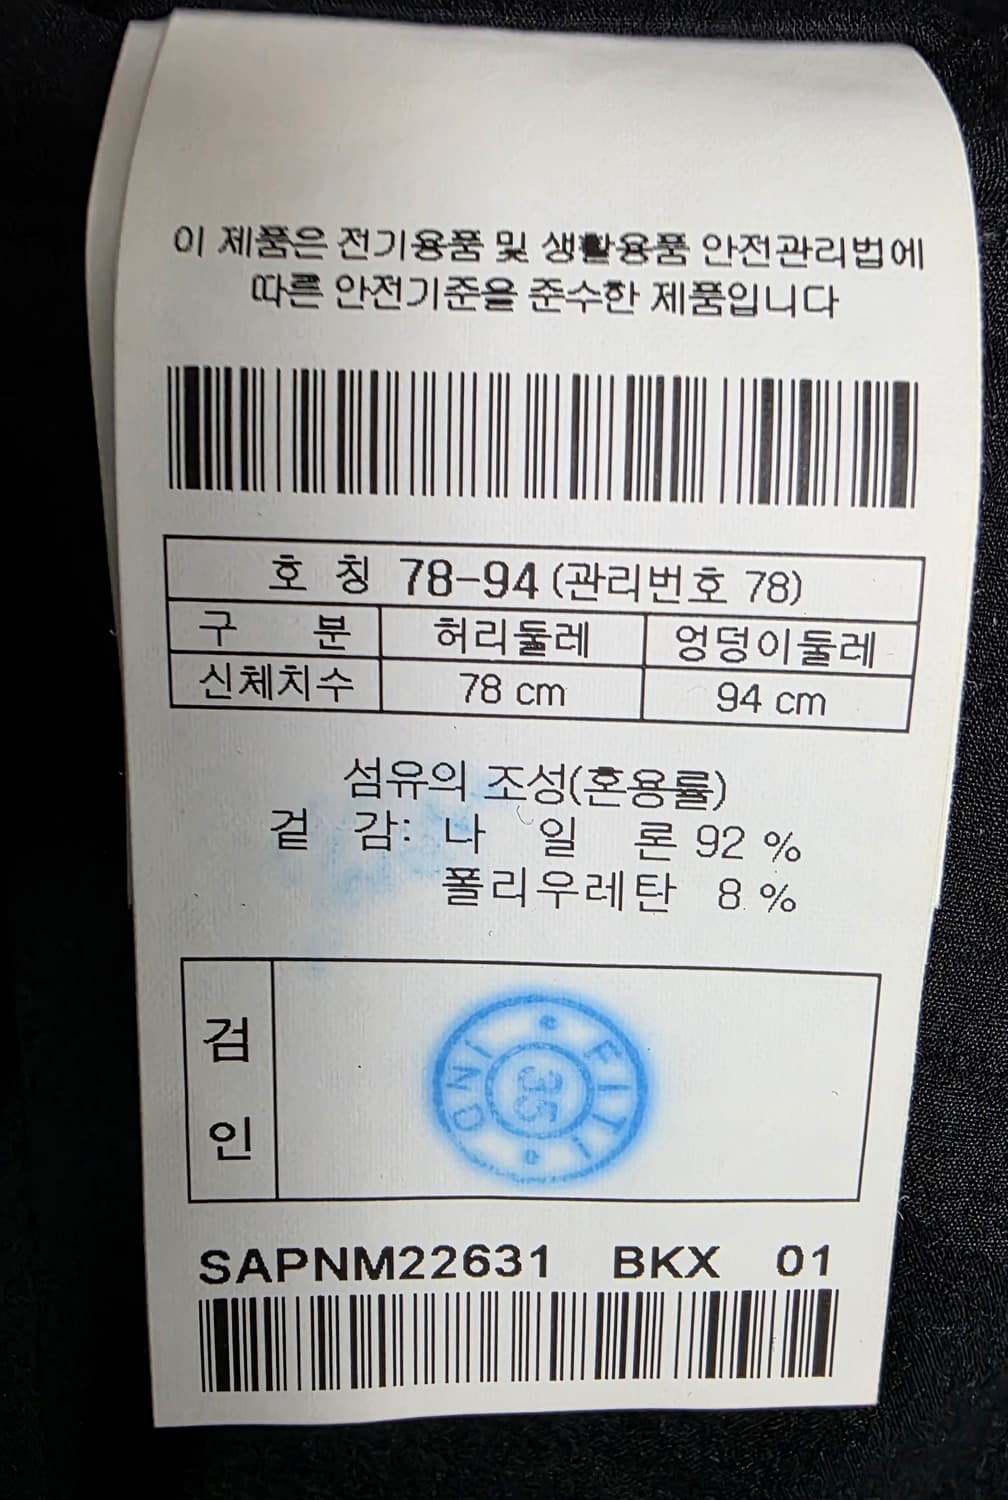 이 제품은 전기용품 및 생활용품 안전관리법에
따른 안전기준을 준수한 제품입니다
호 칭 78-94 (관리번호 78)
구 분 허리둘레 엉덩이둘레
신체치수 78 cm 94 cm
섬유의 조성(혼용률)
겉 감: 나 일 론 92 %
폴리우레탄 8 %
검
인
FITI
35
SAPNM22631 BKX 01